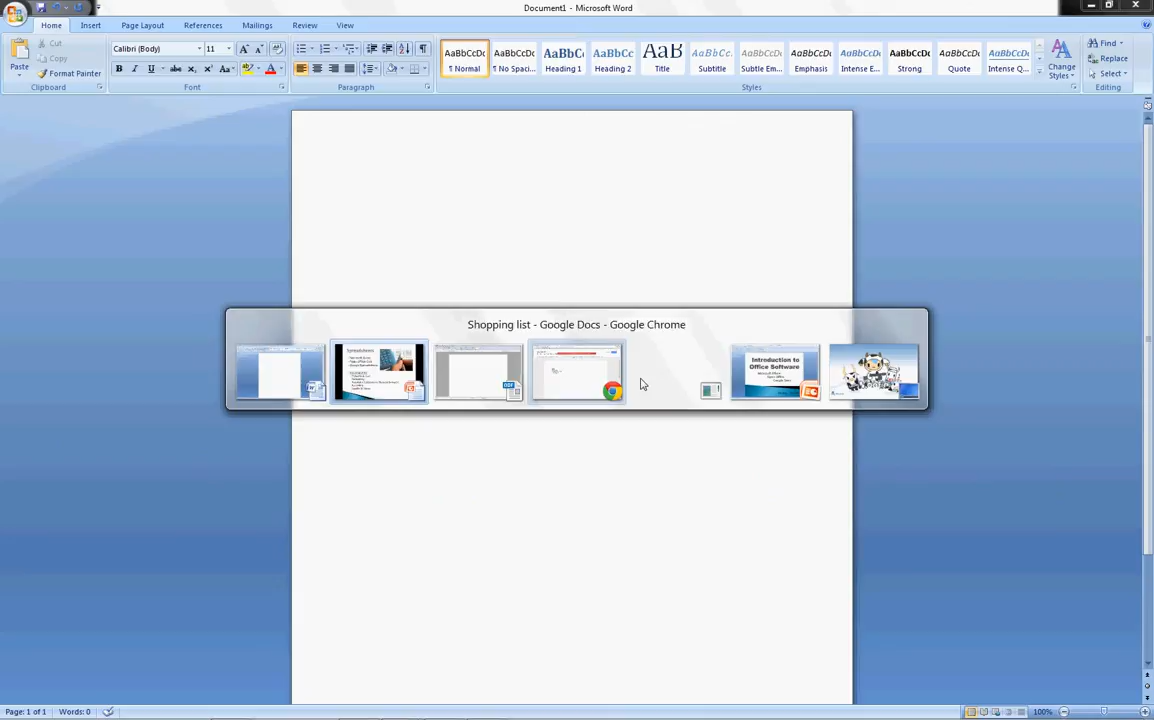 Document1 - Microsoft Word
Home Insert Page Layout References Mailings Review View
Paste
Cut
Copy
Format Painter
Clipboard
Calibri (Body) 11
Font
Paragraph
AaBbCcDc AaBbCcDc AaBbC AaBbCc AaB AaBbCc. AaBbCcDc AaBbCcDc AaBbCcDc AaBbCcDc AaBbCcDc AaBbCcDc
¶ Normal ¶ No Spaci... Heading 1 Heading 2 Title Subtitle Subtle Em... Emphasis Intense E... Strong Quote Intense Q...
Change
Styles
Styles
Find
Replace
Select
Editing
Shopping list - Google Docs - Google Chrome
Introduction to
Office Software
Page: 1 of 1 Words: 0
100%